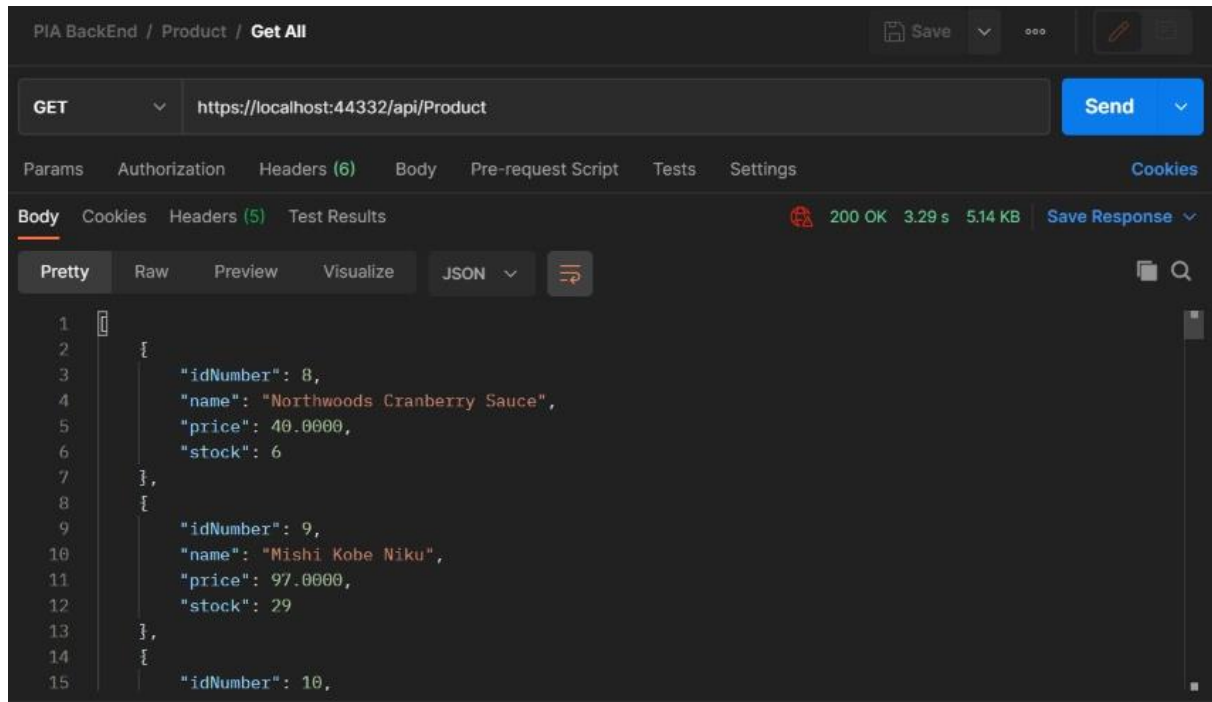 PIA BackEnd / Product / Get All Save ooo
GET https://localhost:44332/api/Product Send
Params Authorization Headers (6) Body Pre-request Script Tests Settings Cookies
Body Cookies Headers (5) Test Results 200 OK 3.29 s 5.14 KB Save Response
Pretty Raw Preview Visualize JSON
1 [
2 {
3 "idNumber": 8,
4 "name": "Northwoods Cranberry Sauce",
5 "price": 40.0000,
6 "stock": 6
7 },
8 {
9 "idNumber": 9,
10 "name": "Mishi Kobe Niku",
11 "price": 97.0000,
12 "stock": 29
13 },
14 {
15 "idNumber": 10,